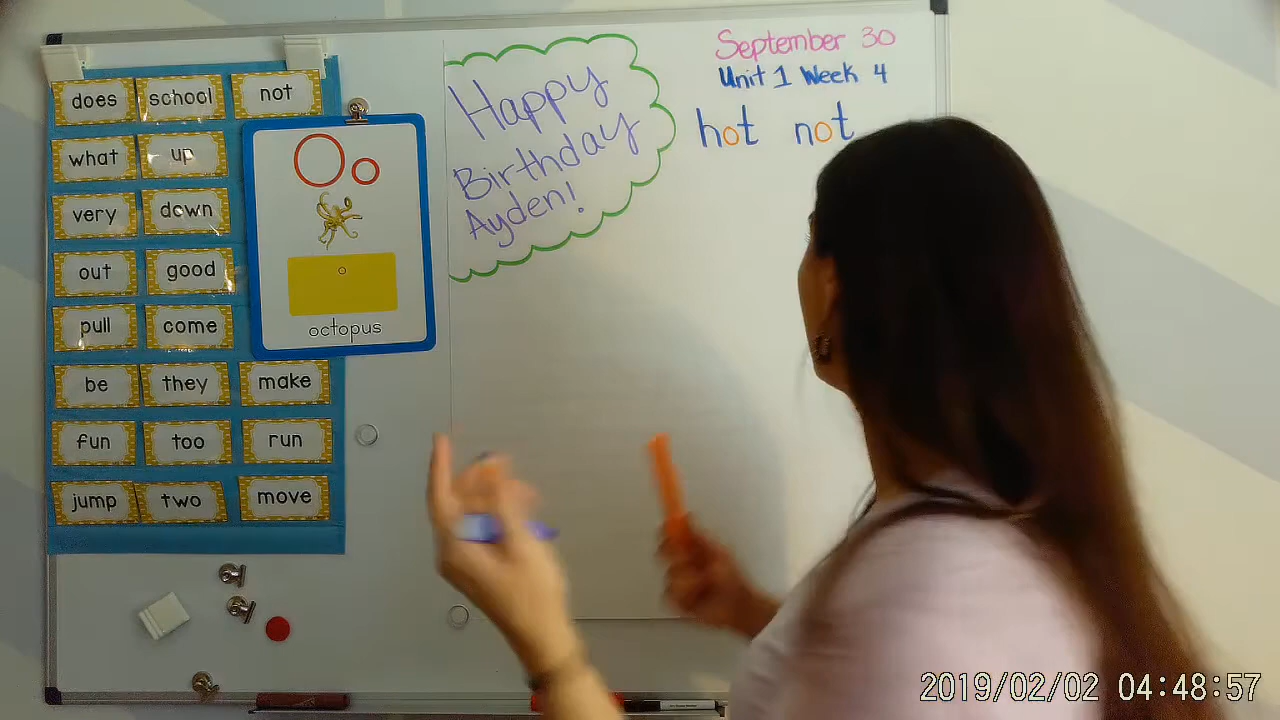 does school not
what up
very down
out good
pull come
be they make
fun too run
jump two move
Oo
o
octopus
Happy
Birthday
Ayden!
September 30
Unit 1 Week 4
hot not
2019/02/02 04:48:57